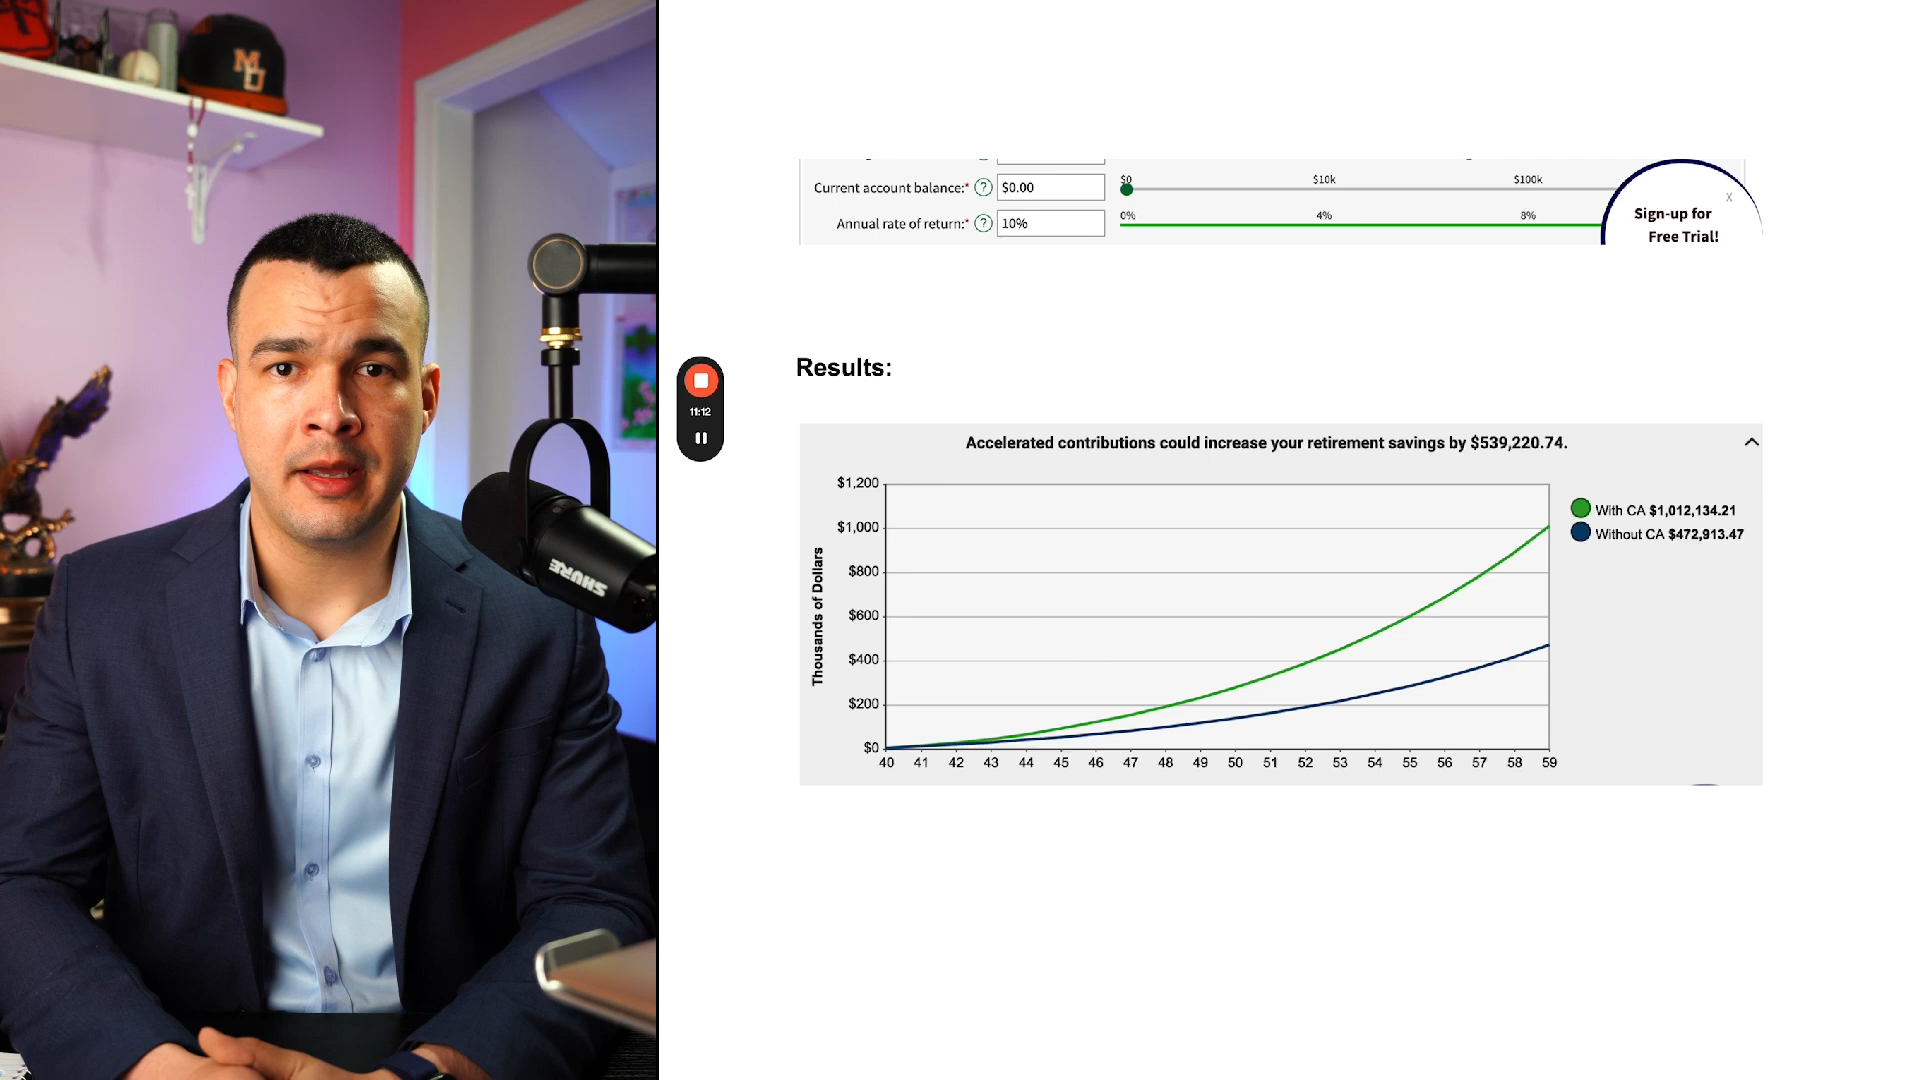 MU
SHURE
11:12
Current account balance:* ? $0.00
$0 $10k $100k
Annual rate of return:* ? 10%
0% 4% 8%
X
Sign-up for
Free Trial!
Results:
Accelerated contributions could increase your retirement savings by $539,220.74.
Thousands of Dollars
$1,200
$1,000
$800
$600
$400
$200
$0
40 41 42 43 44 45 46 47 48 49 50 51 52 53 54 55 56 57 58 59
With CA $1,012,134.21
Without CA $472,913.47